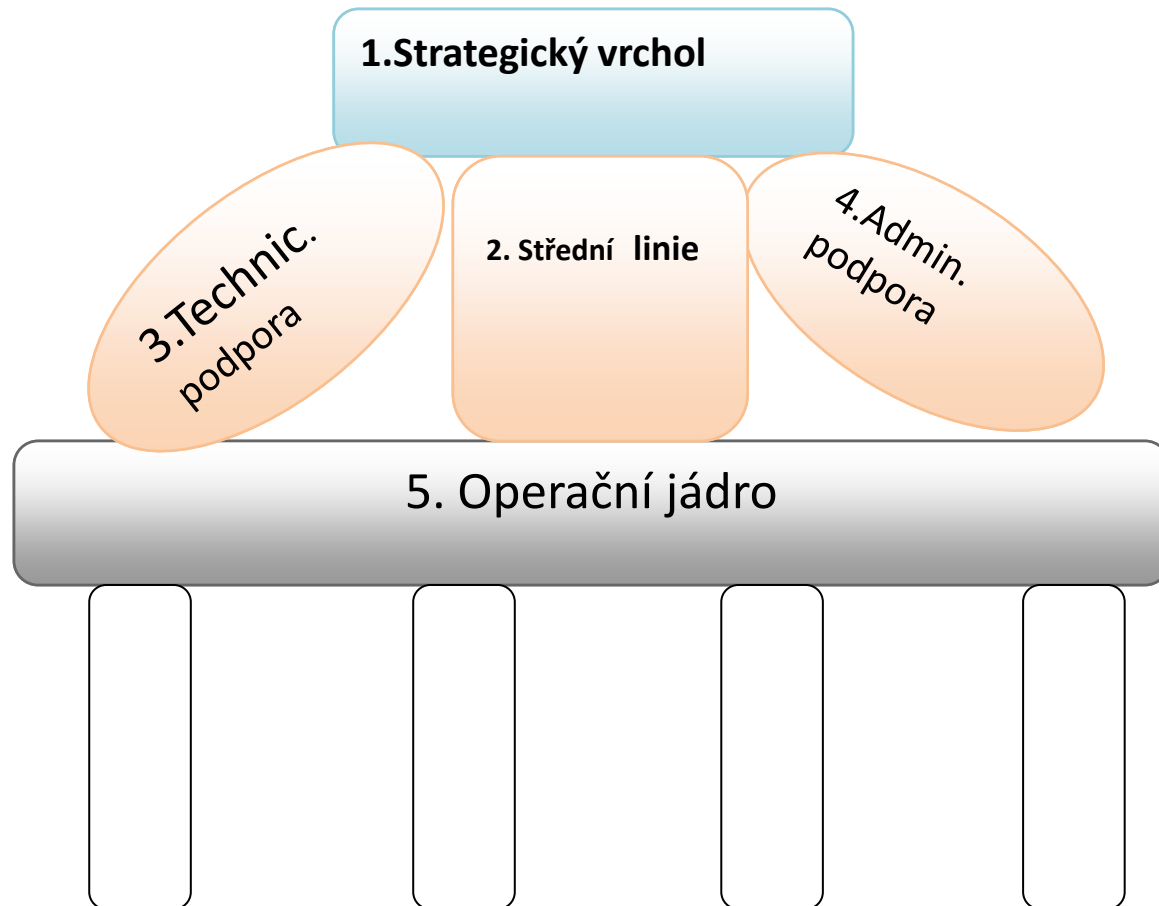 1.Strategický vrchol
2. Střední linie
3.Technic.
podpora
4.Admin.
podpora
5. Operační jádro